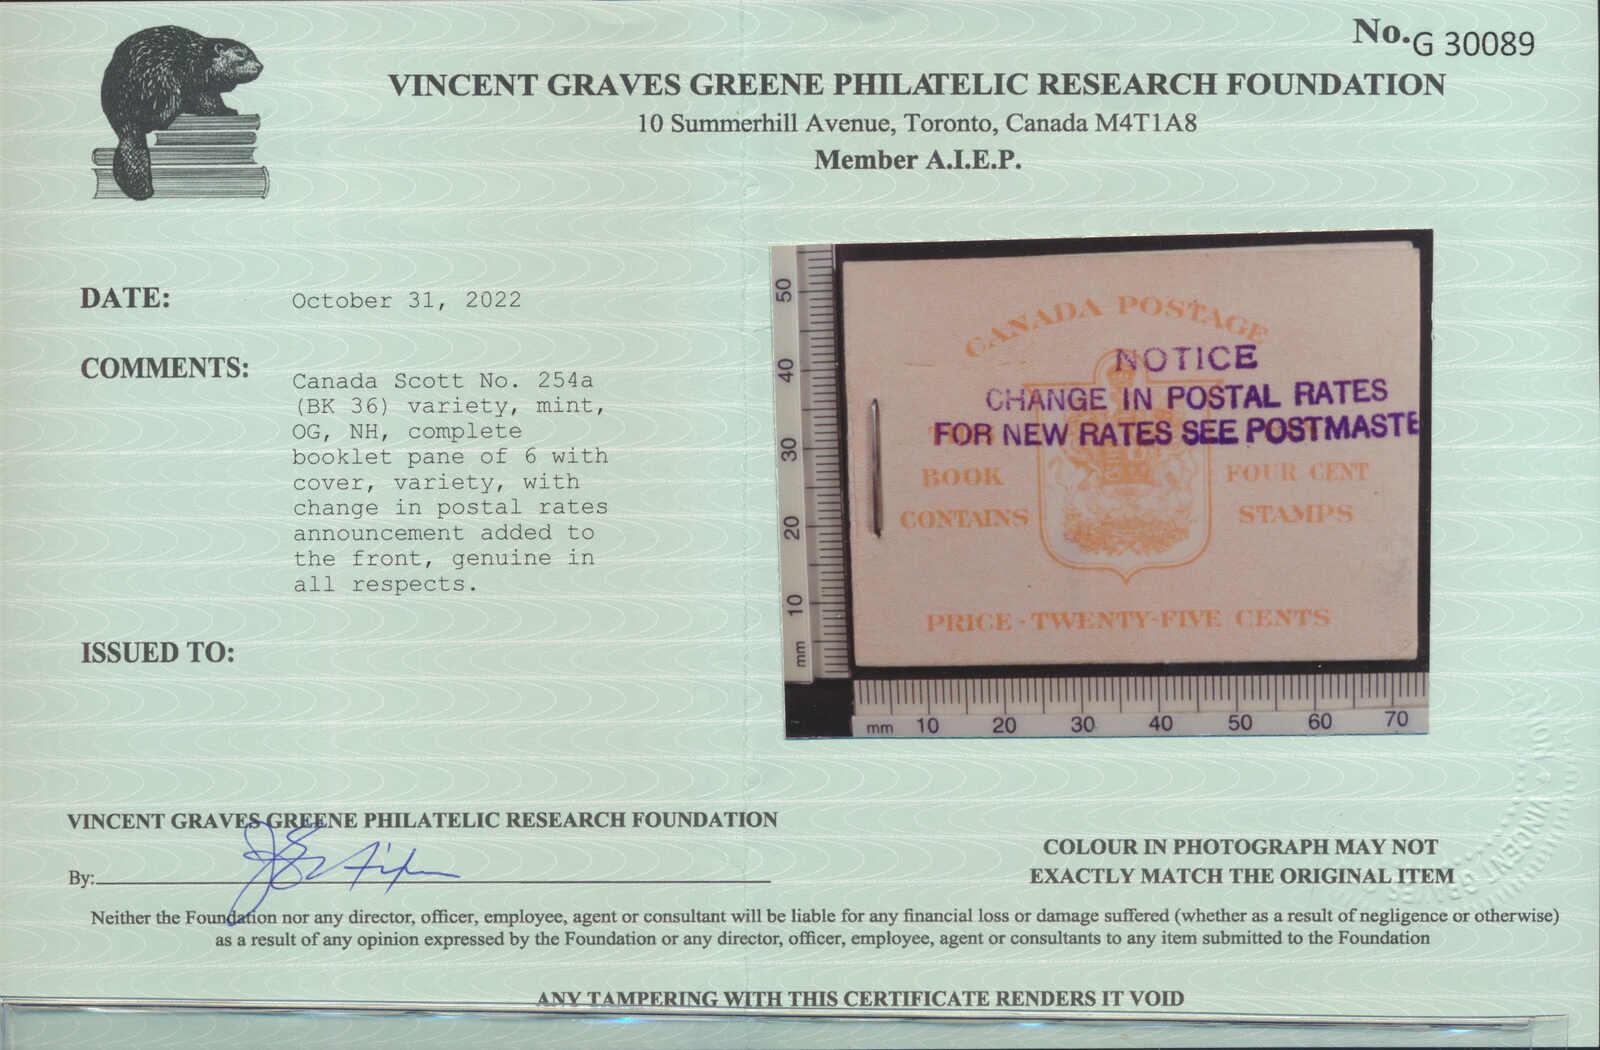 No. G 30089
VINCENT GRAVES GREENE PHILATELIC RESEARCH FOUNDATION
10 Summerhill Avenue, Toronto, Canada M4T1A8
Member A.I.E.P.
DATE: October 31, 2022
COMMENTS: Canada Scott No. 254a
(BK 36) variety, mint,
OG, NH, complete
booklet pane of 6 with
cover, variety, with
change in postal rates
announcement added to
the front, genuine in
all respects.
ISSUED TO:
50
40
30
20
10
mm
CANADA POSTAGE
NOTICE
CHANGE IN POSTAL RATES
FOR NEW RATES SEE POSTMASTE
BOOK FOUR CENT
CONTAINS STAMPS
PRICE - TWENTY-FIVE CENTS
mm 10 20 30 40 50 60 70
VINCENT GRAVES GREENE PHILATELIC RESEARCH FOUNDATION
By:
COLOUR IN PHOTOGRAPH MAY NOT
EXACTLY MATCH THE ORIGINAL ITEM
Neither the Foundation nor any director, officer, employee, agent or consultant will be liable for any financial loss or damage suffered (whether as a result of negligence or otherwise)
as a result of any opinion expressed by the Foundation or any director, officer, employee, agent or consultants to any item submitted to the Foundation
ANY TAMPERING WITH THIS CERTIFICATE RENDERS IT VOID